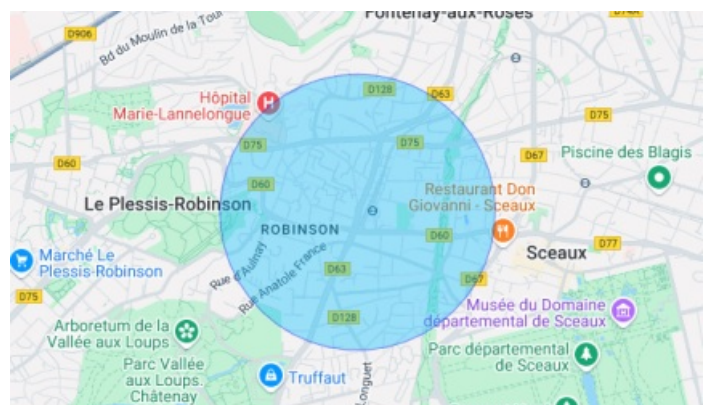 Fontenay-aux-Roses
D74A
D906
Bd du Moulin de la Tour
D128
D63
Hôpital
Marie-Lannelongue
H
D75
D75
D75
D67
Piscine des Blagis
D60
D60
Le Plessis-Robinson
Restaurant Don
Giovanni - Sceaux
ROBINSON
D60
D77
Sceaux
Marché Le
Plessis-Robinson
Rue d'Aulnay
Rue Anatole France
D63
D67
D75
Musée du Domaine
départemental de Sceaux
D128
Arboretum de la
Vallée aux Loups
Parc départemental
de Sceaux
Parc Vallée
aux Loups.
Châtenay
Truffaut
Longuet